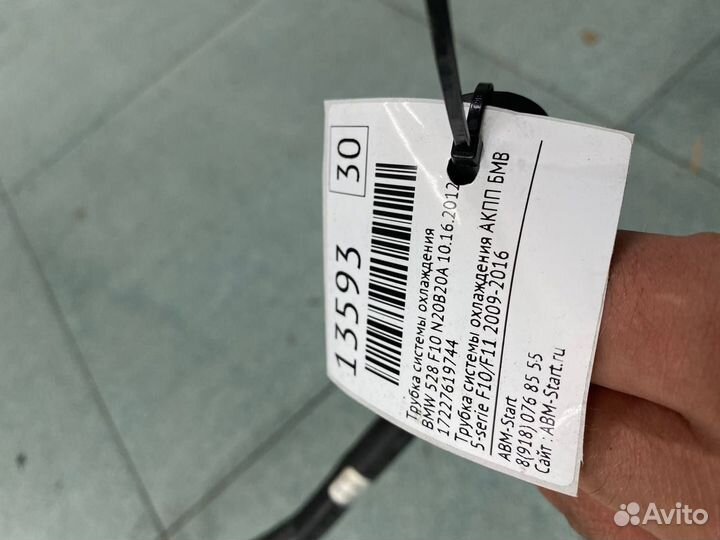 13593 30
Трубка системы охлаждения
BMW 528 F10 N20B20A 10.16.2012
17227619744
Трубка системы охлаждения АКПП БМВ
5-serie F10/F11 2009-2016
ABM-Start
8(918)076 85 55
Сайт : ABM-Start.ru
Avito